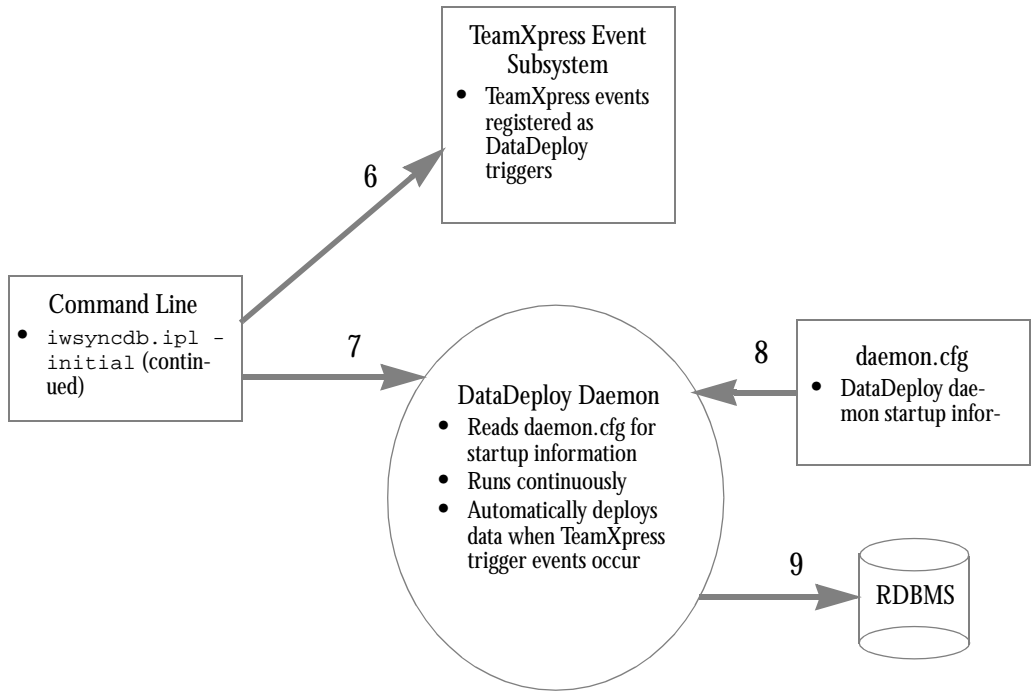 TeamXpress Event
Subsystem
• TeamXpress events
registered as
DataDeploy
triggers
6
Command Line
• iwsyncdb.ipl -
initial (contin-
ued)
7
8
daemon.cfg
• DataDeploy dae-
mon startup infor-
DataDeploy Daemon
• Reads daemon.cfg for
startup information
• Runs continuously
• Automatically deploys
data when TeamXpress
trigger events occur
9
RDBMS